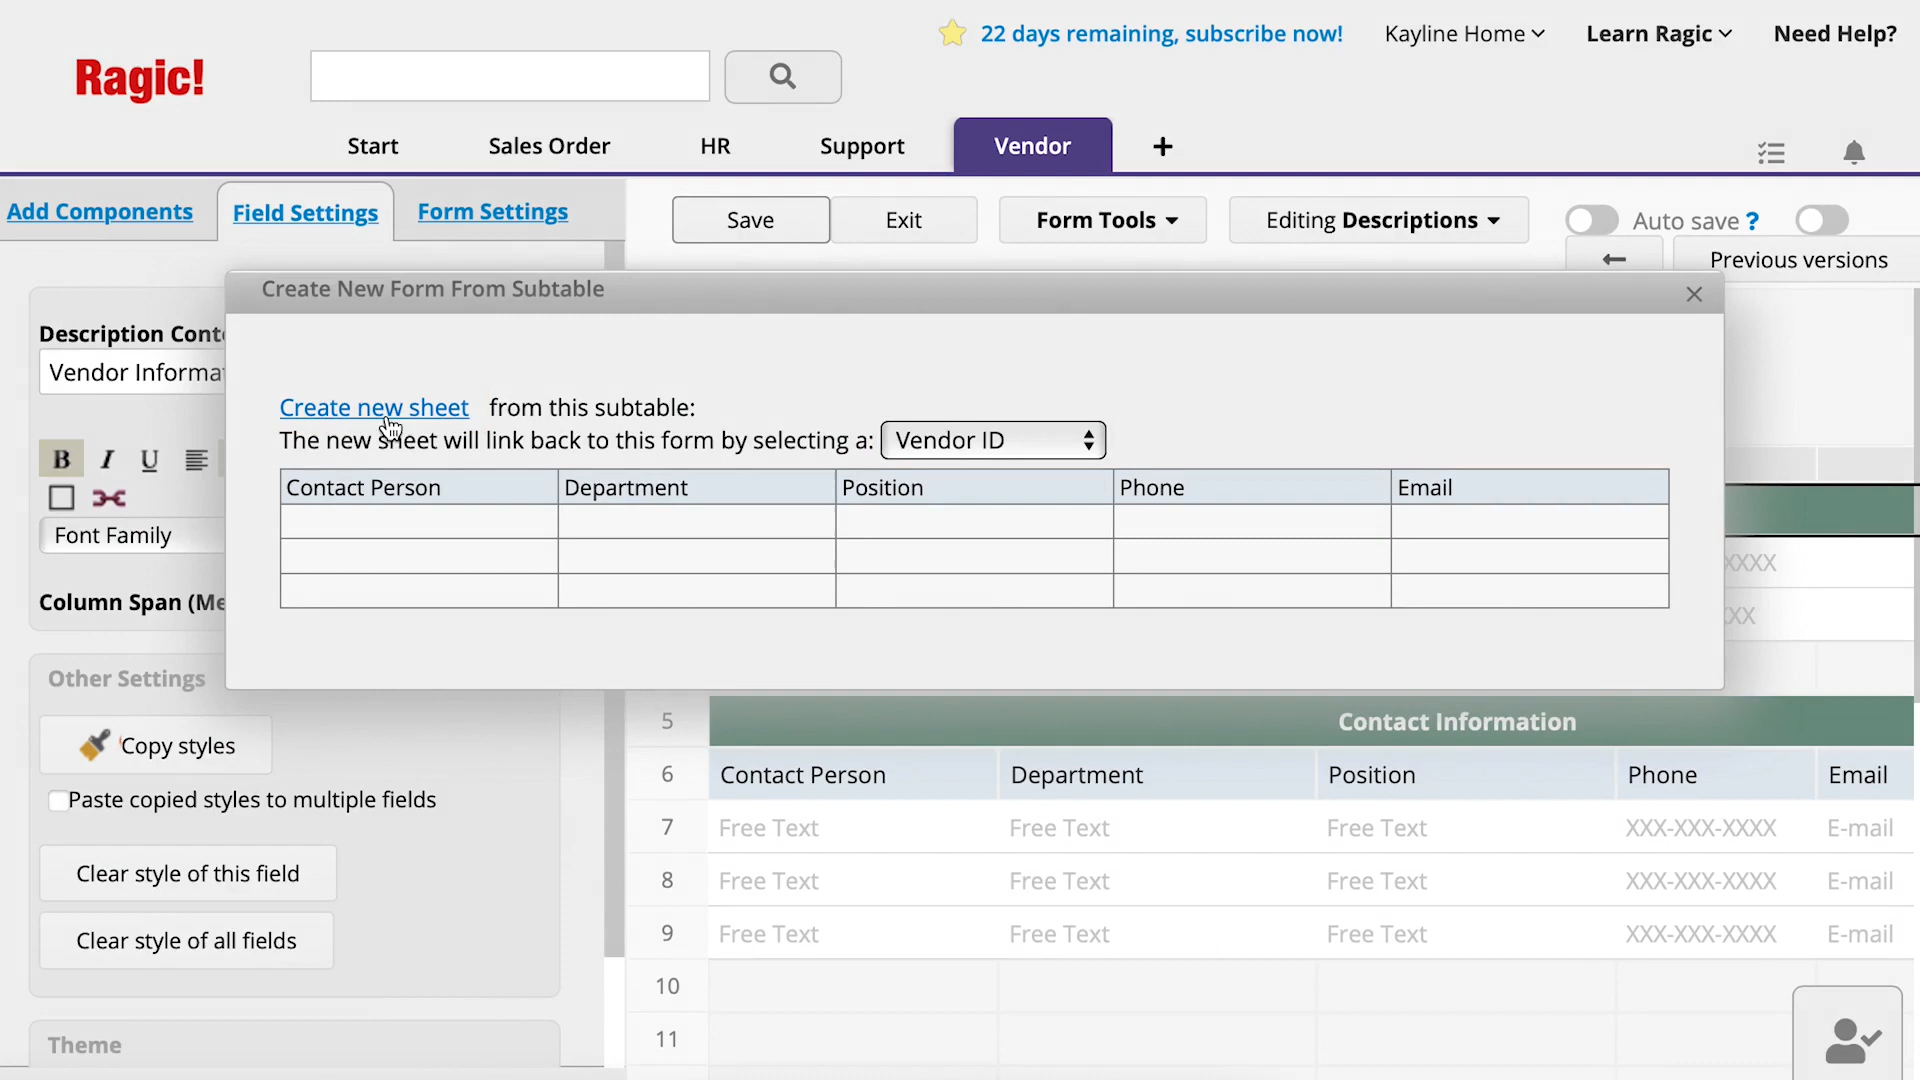 22 days remaining, subscribe now!
Kayline Home
Learn Ragic
Need Help?
Ragic!
Start
Sales Order
HR
Support
Vendor
+
Add Components
Field Settings
Form Settings
Save
Exit
Form Tools
Editing Descriptions
Auto save ?
Previous versions
Create New Form From Subtable
Description Conte
Vendor Informat
B I U
Font Family
Column Span (Me
Create new sheet from this subtable:
The new sheet will link back to this form by selecting a: Vendor ID
Contact Person Department Position Phone Email
XXXX
XX
Other Settings
Copy styles
Paste copied styles to multiple fields
Clear style of this field
Clear style of all fields
Theme
5 Contact Information
6 Contact Person Department Position Phone Email
7 Free Text Free Text Free Text XXX-XXX-XXXX E-mail
8 Free Text Free Text Free Text XXX-XXX-XXXX E-mail
9 Free Text Free Text Free Text XXX-XXX-XXXX E-mail
10
11